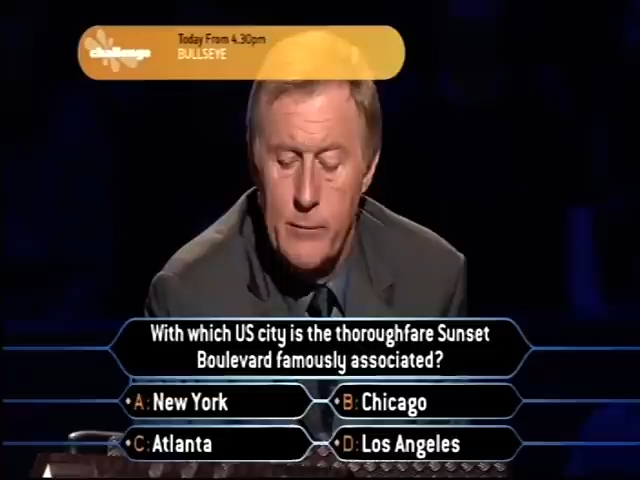 challenge
Today From 4.30pm
BULLSEYE
With which US city is the thoroughfare Sunset
Boulevard famously associated?
A: New York
B: Chicago
C: Atlanta
D: Los Angeles